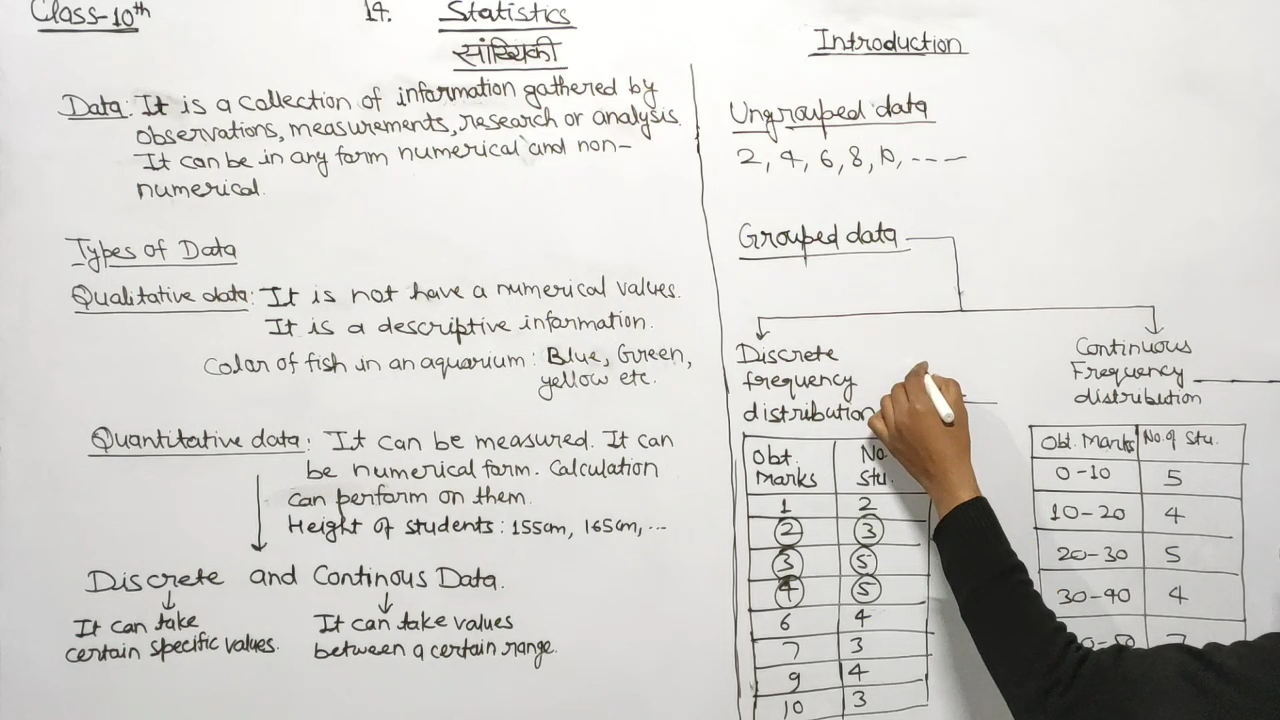 Class-10th
14. Statistics
सांख्यिकी
Data: It is a collection of information gathered by
observations, measurements, research or analysis.
It can be in any form numerical and non-
numerical.
Types of Data
Qualitative data: It is not have a numerical values.
It is a descriptive information.
Color of fish in an aquarium: Blue, Green,
yellow etc.
Quantitative data: It can be measured. It can
be numerical form. Calculation
can perform on them.
Height of students: 155cm, 165cm, ...
Discrete and Continous Data.
It can take
certain specific values.
It can take values
between a certain range.
Introduction
Ungrouped data
2, 4, 6, 8, 10, ----
Grouped data
Discrete
frequency
distribution
Obt. Marks No. Stu.
1 2
2 3
3 5
4 5
6 4
7 3
9 4
10 3
Continuous
Frequency
distribution
Obt. Marks No. of Stu.
0-10 5
10-20 4
20-30 5
30-40 4